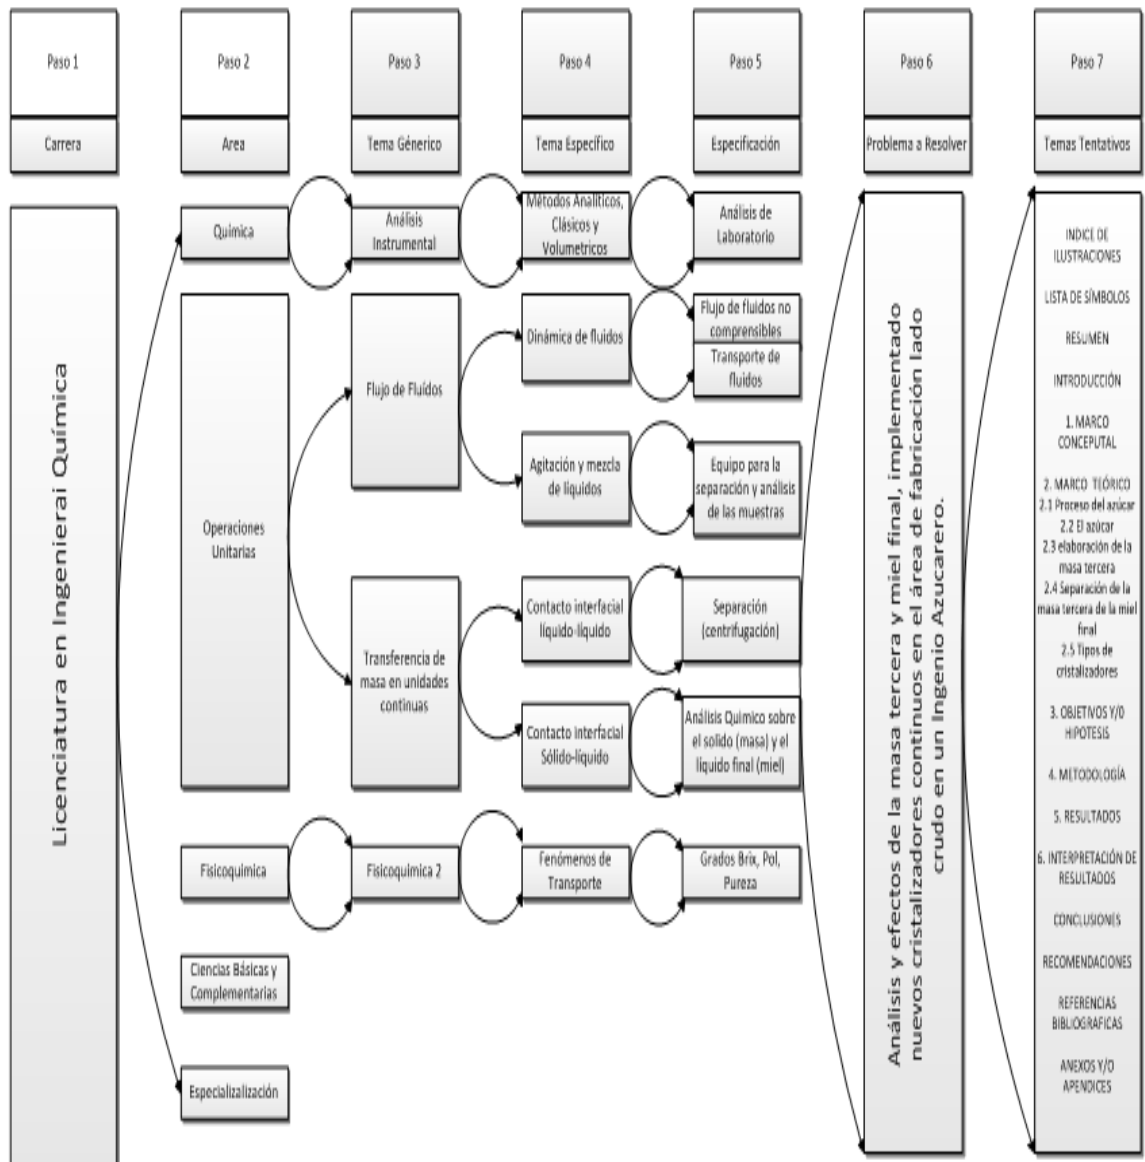 Paso 1
Paso 2
Paso 3
Paso 4
Paso 5
Paso 6
Paso 7
Carrera
Area
Tema Génerico
Tema Específico
Especificación
Problema a Resolver
Temas Tentativos
Licenciatura en Ingenierai Química
Quimica
Operaciones
Unitarias
Fisicoquimica
Ciencias Básicas y
Complementarias
Especializalización
Análisis
Instrumental
Flujo de Fluídos
Transferencia de
masa en unidades
continuas
Fisicoquimica 2
Métodos Analíticos,
Clásicos y
Volumetricos
Dinámica de fluidos
Agitación y mezcla
de liquidos
Contacto interfacial
líquido-líquido
Contacto interfacial
Sólido-líquido
Fenómenos de
Transporte
Análisis de
Laboratorio
Flujo de fluidos no
comprensibles
Transporte de
fluidos
Equipo para la
separación y análisis
de las muestras
Separación
(centrifugación)
Análisis Quimico sobre
el solido (masa) y el
líquido final (miel)
Grados Brix, Pol,
Pureza
Análisis y efectos de la masa tercera y miel final, implementado
nuevos cristalizadores continuos en el área de fabricación lado
crudo en un Ingenio Azucarero.
INDICE DE
ILUSTRACIONES
LISTA DE SÍMBOLOS
RESUMEN
INTRODUCCIÓN
1. MARCO
CONCEPUTAL
2. MARCO TEÓRICO
2.1 Proceso del azúcar
2.2 El azúcar
2.3 elaboración de la
masa tercera
2.4 Separación de la
masa tercera de la miel
final
2.5 Tipos de
cristalizadores
3. OBJETIVOS Y/O
HIPOTESIS
4. METODOLOGÍA
5. RESULTADOS
6. INTERPRETACIÓN DE
RESULTADOS
CONCLUSIONES
RECOMENDACIONES
REFERENCIAS
BIBLIOGRAFICAS
ANEXOS Y/O
APENDICES